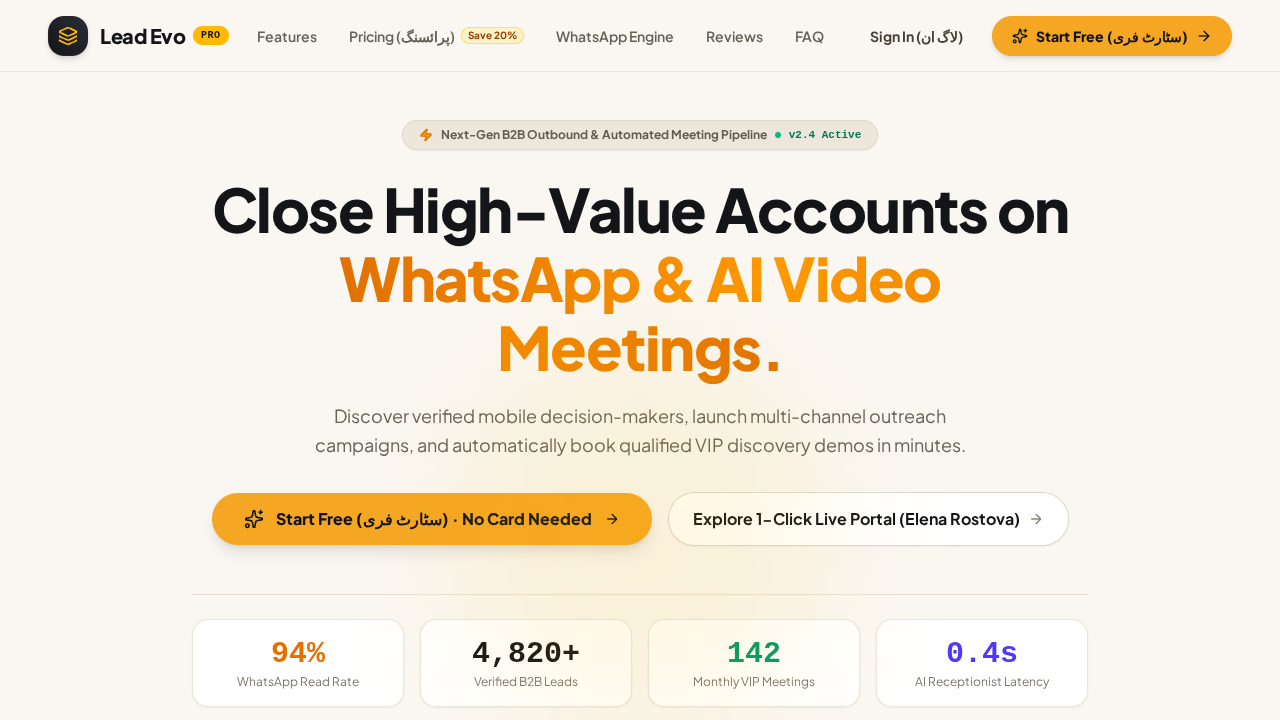 Lead Evo PRO
Features
Pricing (پرائسنگ) Save 20%
WhatsApp Engine
Reviews
FAQ
Sign In (لاگ ان)
Start Free (سٹارٹ فری)
Next-Gen B2B Outbound & Automated Meeting Pipeline v2.4 Active
Close High-Value Accounts on
WhatsApp & AI Video
Meetings.
Discover verified mobile decision-makers, launch multi-channel outreach
campaigns, and automatically book qualified VIP discovery demos in minutes.
Start Free (سٹارٹ فری) · No Card Needed
Explore 1-Click Live Portal (Elena Rostova)
94%
WhatsApp Read Rate
4,820+
Verified B2B Leads
142
Monthly VIP Meetings
0.4s
AI Receptionist Latency